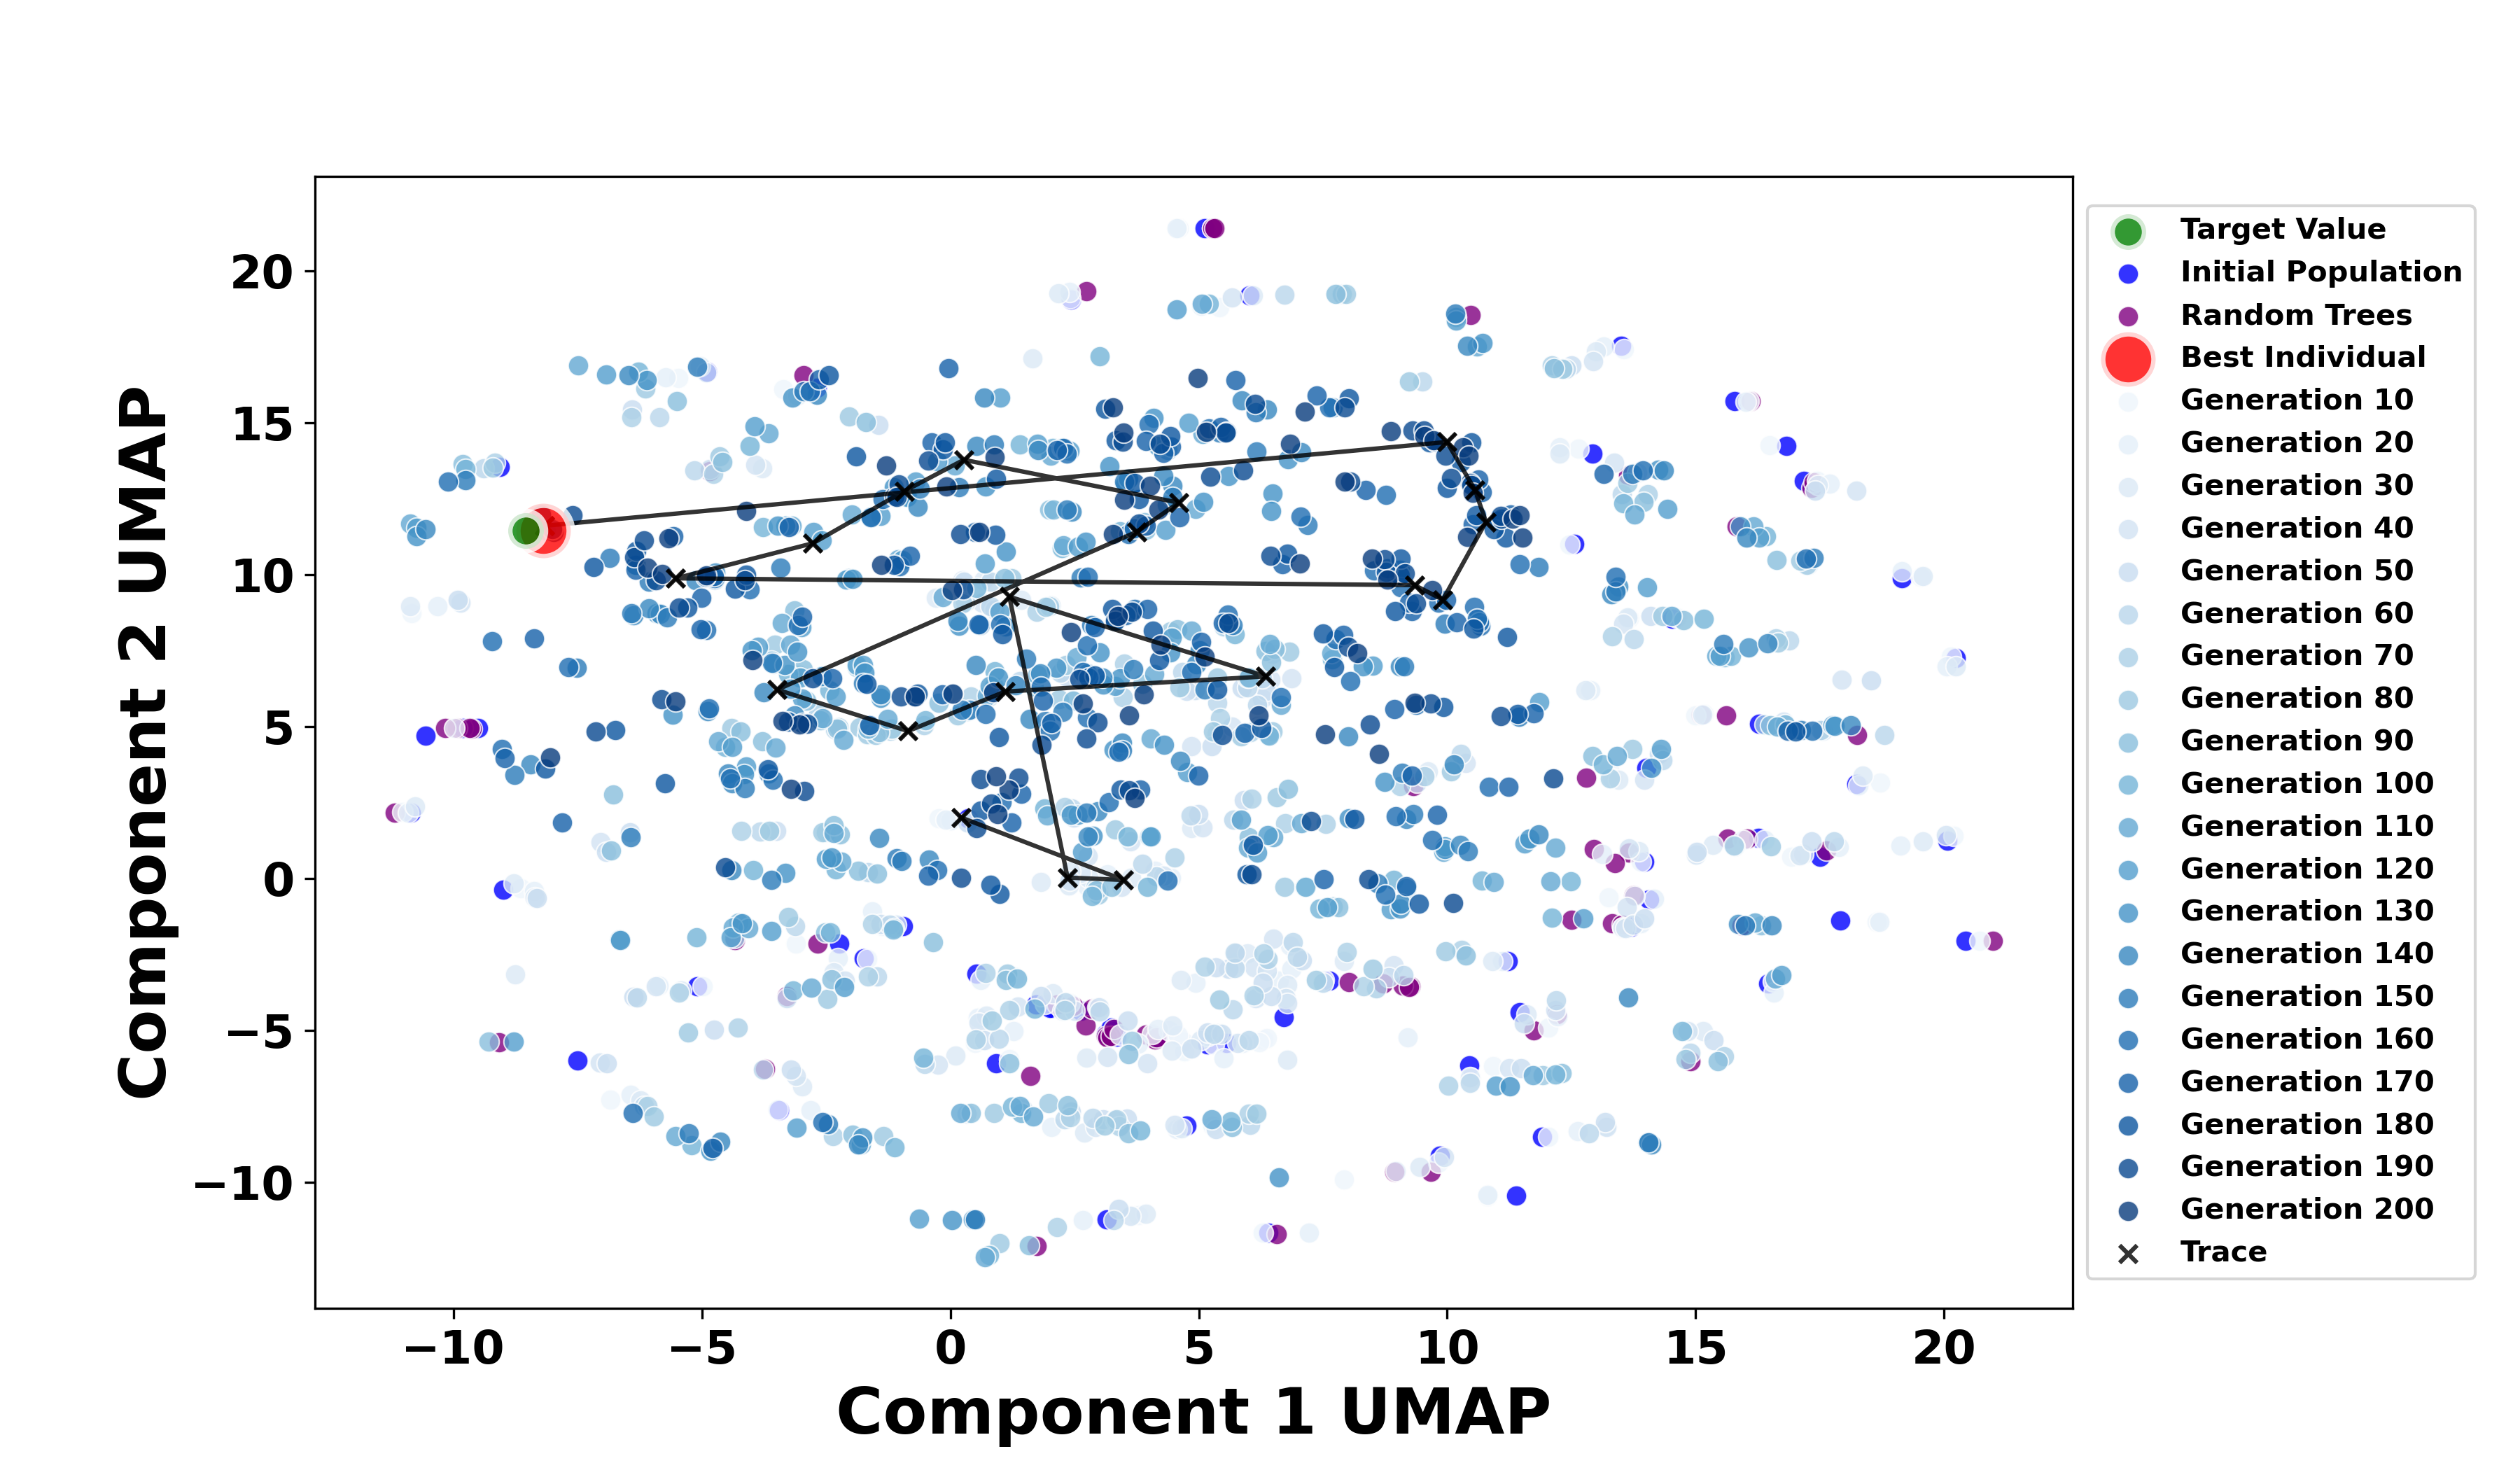 20
15
10
5
0
−5
−10
Component 2 UMAP
−10
−5
0
5
10
15
20
Component 1 UMAP
Target Value
Initial Population
Random Trees
Best Individual
Generation 10
Generation 20
Generation 30
Generation 40
Generation 50
Generation 60
Generation 70
Generation 80
Generation 90
Generation 100
Generation 110
Generation 120
Generation 130
Generation 140
Generation 150
Generation 160
Generation 170
Generation 180
Generation 190
Generation 200
Trace